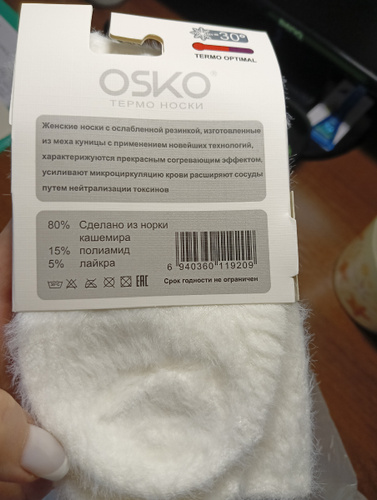 -30°
TERMO OPTIMAL
OSKO®
ТЕРМО НОСКИ
Женские носки с ослабленной резинкой, изготовленные
из меха куницы с применением новейших технологий,
характеризуются прекрасным согревающим эффектом,
усиливают микроциркуляцию крови расширяют сосуды
путем нейтрализации токсинов
80% Сделано из норки
кашемира
15% полиамид
5% лайкра
6 940360 119209
EAC Срок годности не ограничен